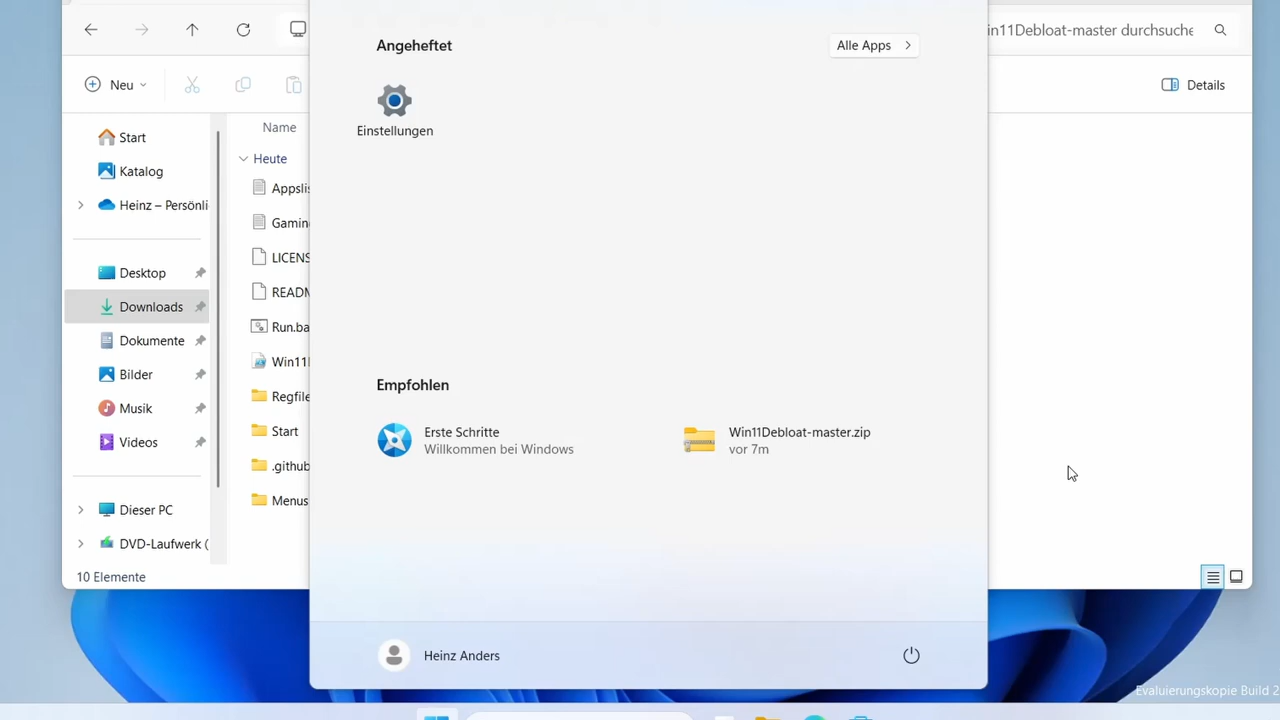 in11Debloat-master durchsuche
Angeheftet
Alle Apps
Neu
Details
Einstellungen
Name
Start
Heute
Katalog
Heinz – Persönli
Desktop
Downloads
Dokumente
Bilder
Musik
Videos
Dieser PC
DVD-Laufwerk (
Appslis
Gamin
LICENS
READM
Run.ba
Win11
Regfile
Start
.github
Menus
Empfohlen
Erste Schritte
Willkommen bei Windows
Win11Debloat-master.zip
vor 7m
10 Elemente
Heinz Anders
Evaluierungskopie Build 2